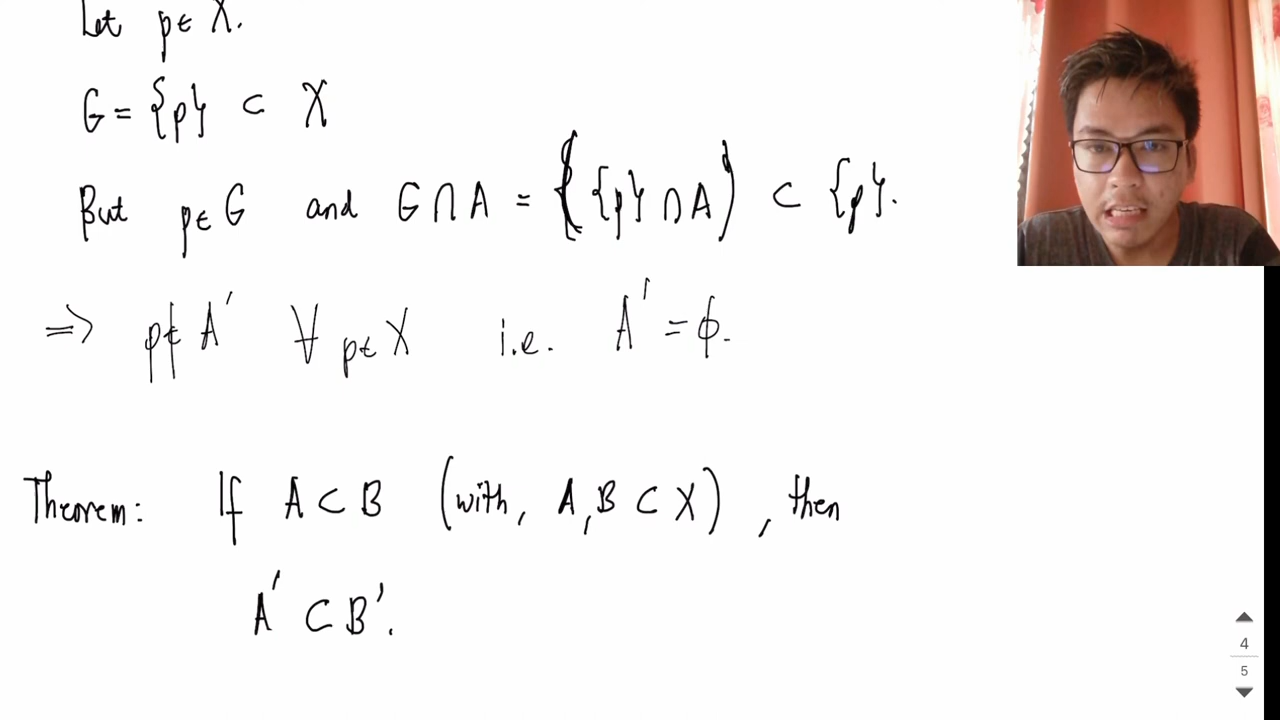 Let p∈ X.
G = {p} ⊂ X
But p∈ G and G ∩ A = ({p} ∩ A) ⊂ {p}.
=> p∉ A' ∀ p∈ X i.e. A' = ϕ.
Theorem: If A ⊂ B (with, A, B ⊂ X), then
A' ⊂ B'.
4
5